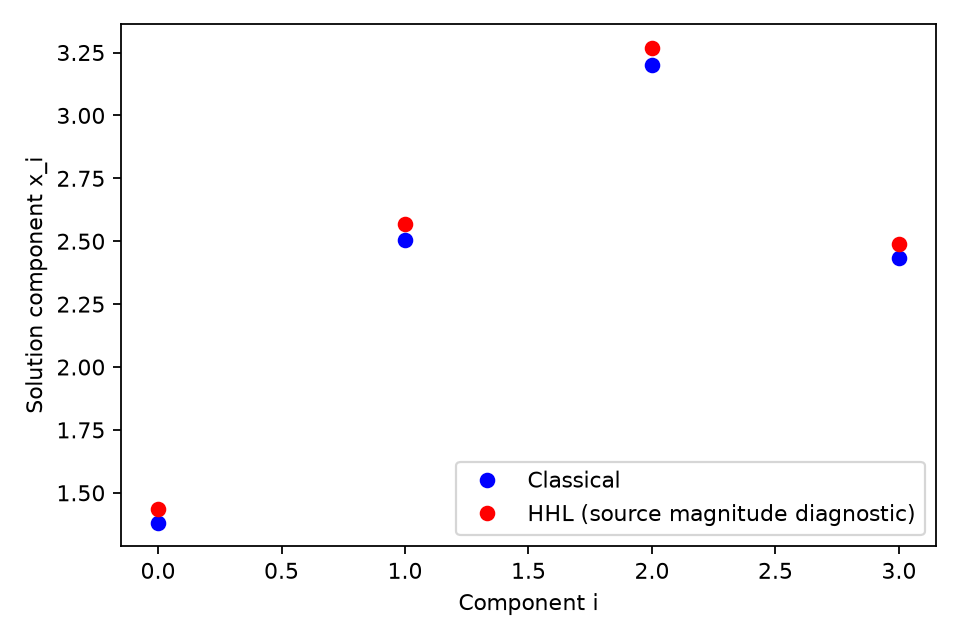 3.25
3.00
2.75
2.50
2.25
2.00
1.75
1.50
Solution component x_i
Classical
HHL (source magnitude diagnostic)
0.0 0.5 1.0 1.5 2.0 2.5 3.0
Component i